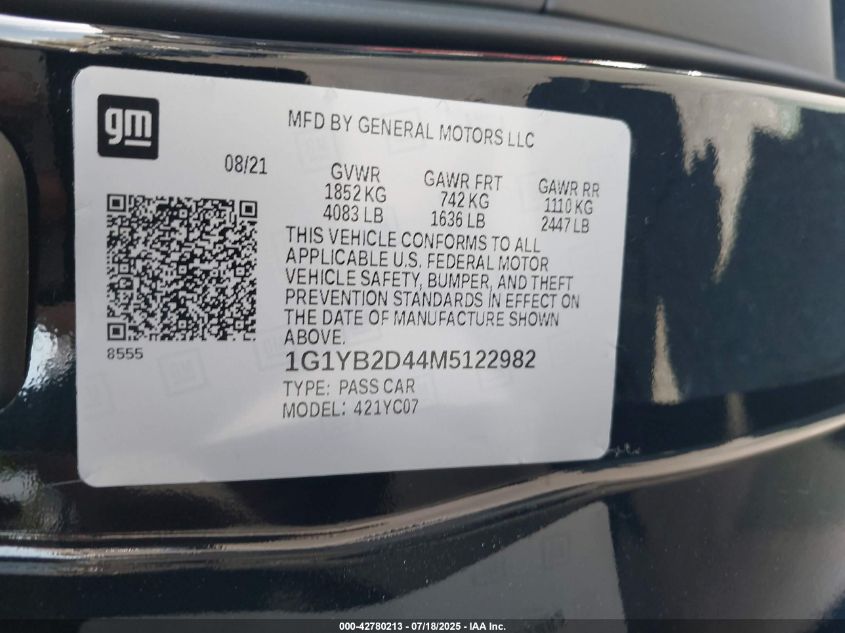 gm
MFD BY GENERAL MOTORS LLC
08/21
GVWR
1852 KG
4083 LB
GAWR FRT
742 KG
1636 LB
GAWR RR
1110 KG
2447 LB
THIS VEHICLE CONFORMS TO ALL
APPLICABLE U.S. FEDERAL MOTOR
VEHICLE SAFETY, BUMPER, AND THEFT
PREVENTION STANDARDS IN EFFECT ON
THE DATE OF MANUFACTURE SHOWN
ABOVE.
8555
1G1YB2D44M5122982
TYPE: PASS CAR
MODEL: 421YC07
000-42780213 - 07/18/2025 - IAA Inc.